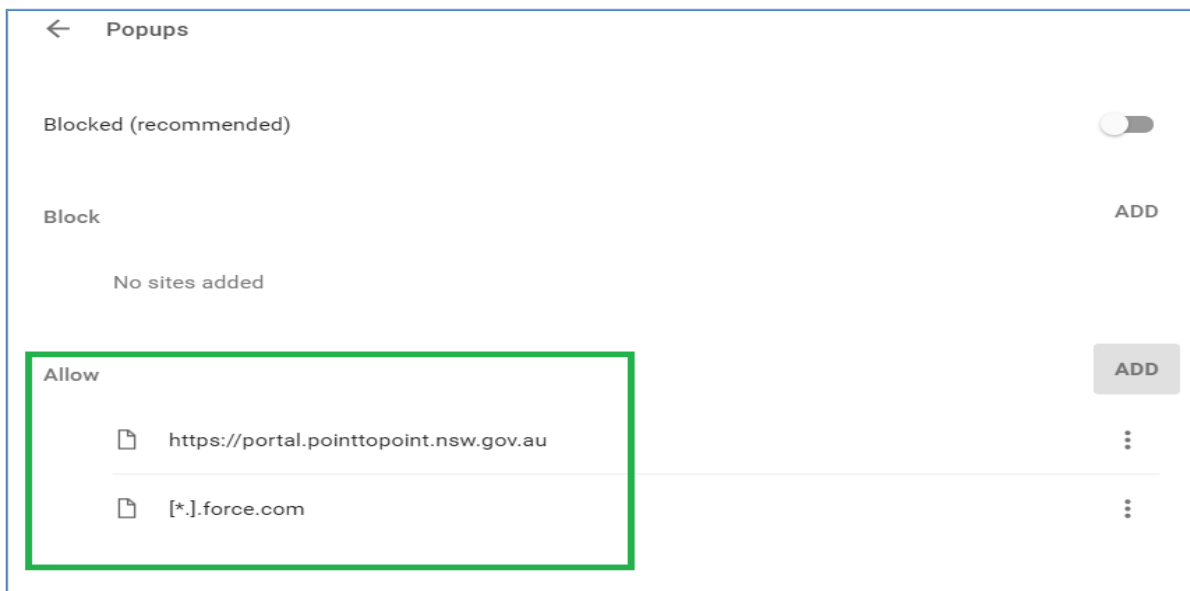 Popups
Blocked (recommended)
Block ADD
No sites added
Allow ADD
https://portal.pointtopoint.nsw.gov.au
[*.].force.com